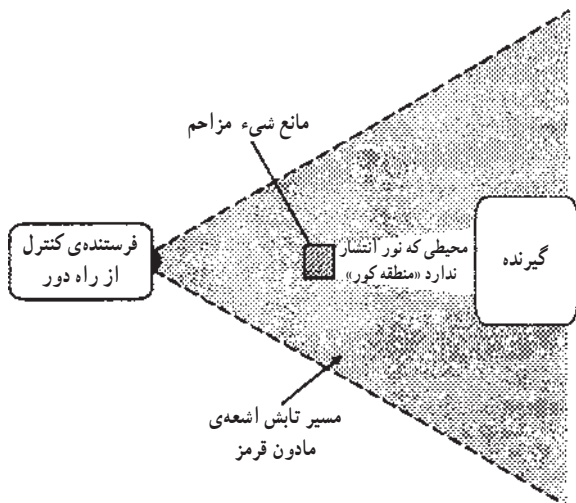 مانع شیء مزاحم
فرستنده‌ی کنترل
از راه دور
محیطی که نور انتشار
ندارد «منطقه کور»
گیرنده
مسیر تابش اشعه‌ی
مادون قرمز